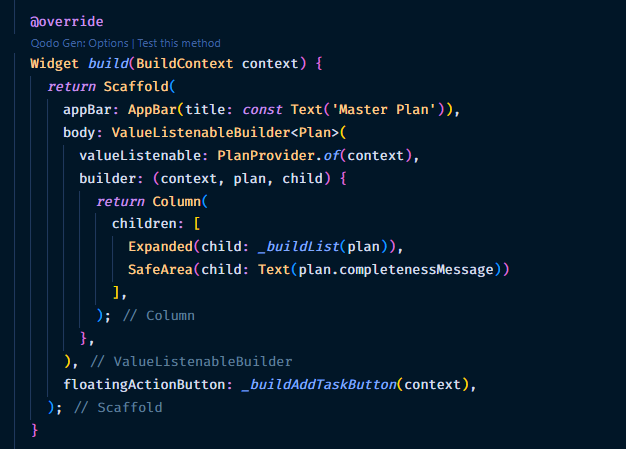 @override
Qodo Gen: Options | Test this method
Widget build(BuildContext context) {
return Scaffold(
appBar: AppBar(title: const Text('Master Plan')),
body: ValueListenableBuilder<Plan>(
valueListenable: PlanProvider.of(context),
builder: (context, plan, child) {
return Column(
children: [
Expanded(child: _buildList(plan)),
SafeArea(child: Text(plan.completenessMessage))
],
); // Column
},
), // ValueListenableBuilder
floatingActionButton: _buildAddTaskButton(context),
); // Scaffold
}